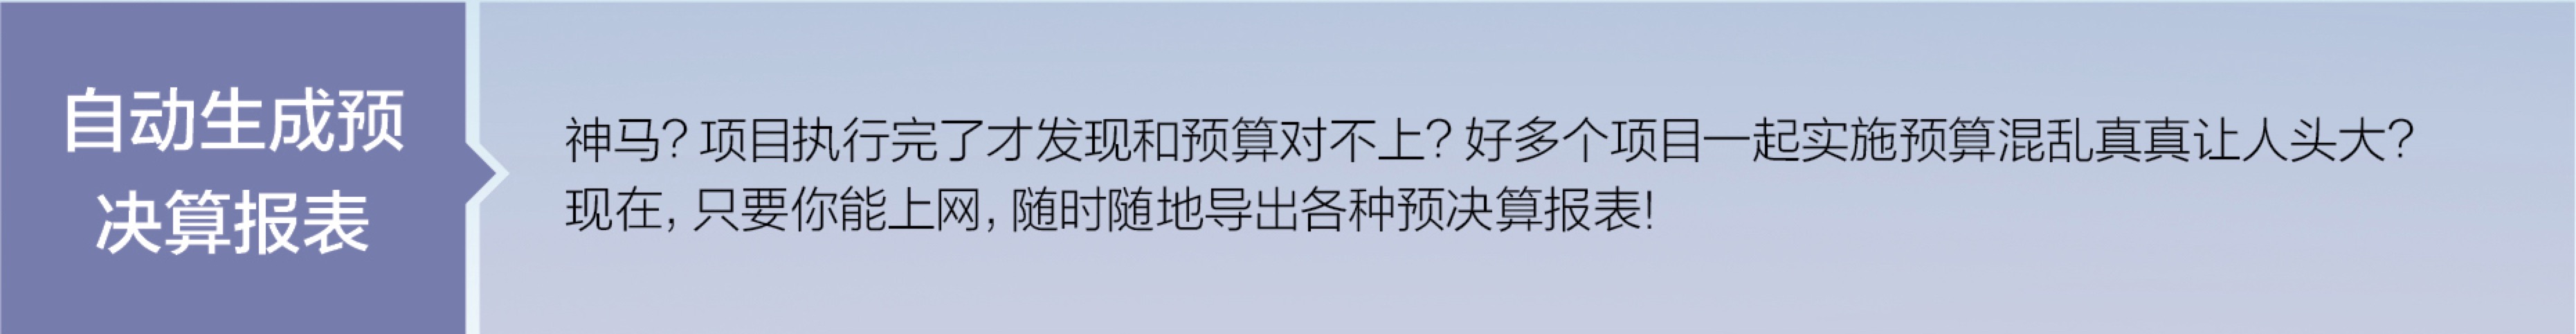 自动生成预
决算报表
神马？项目执行完了才发现和预算对不上？好多个项目一起实施预算混乱真真让人头大？
现在，只要你能上网，随时随地导出各种预决算报表！